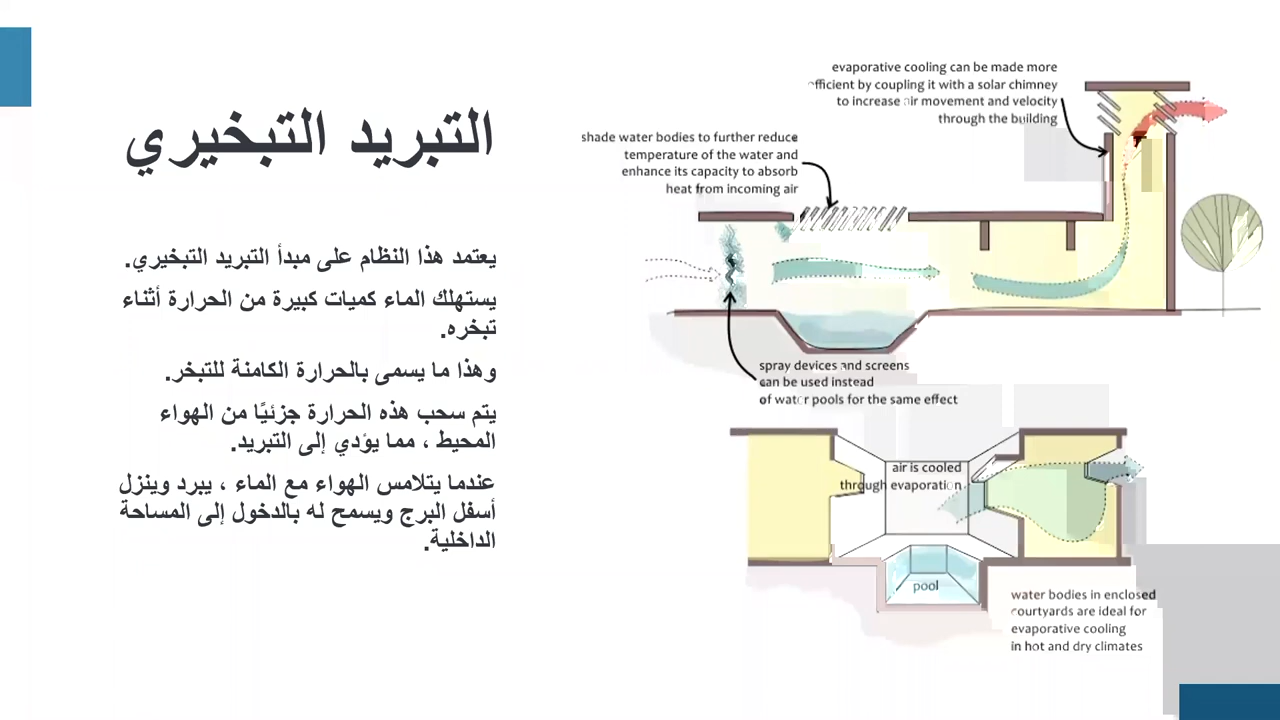 التبريد التبخيري
يعتمد هذا النظام على مبدأ التبريد التبخيري.
يستهلك الماء كميات كبيرة من الحرارة أثناء
تبخره.
وهذا ما يسمى بالحرارة الكامنة للتبخر.
يتم سحب هذه الحرارة جزئيًا من الهواء
المحيط ، مما يؤدي إلى التبريد.
عندما يتلامس الهواء مع الماء ، يبرد وينزل
أسفل البرج ويسمح له بالدخول إلى المساحة
الداخلية.
evaporative cooling can be made more
efficient by coupling it with a solar chimney
to increase air movement and velocity
through the building
shade water bodies to further reduce
temperature of the water and
enhance its capacity to absorb
heat from incoming air
spray devices and screens
can be used instead
of water pools for the same effect
air is cooled
through evaporation
pool
water bodies in enclosed
courtyards are ideal for
evaporative cooling
in hot and dry climates